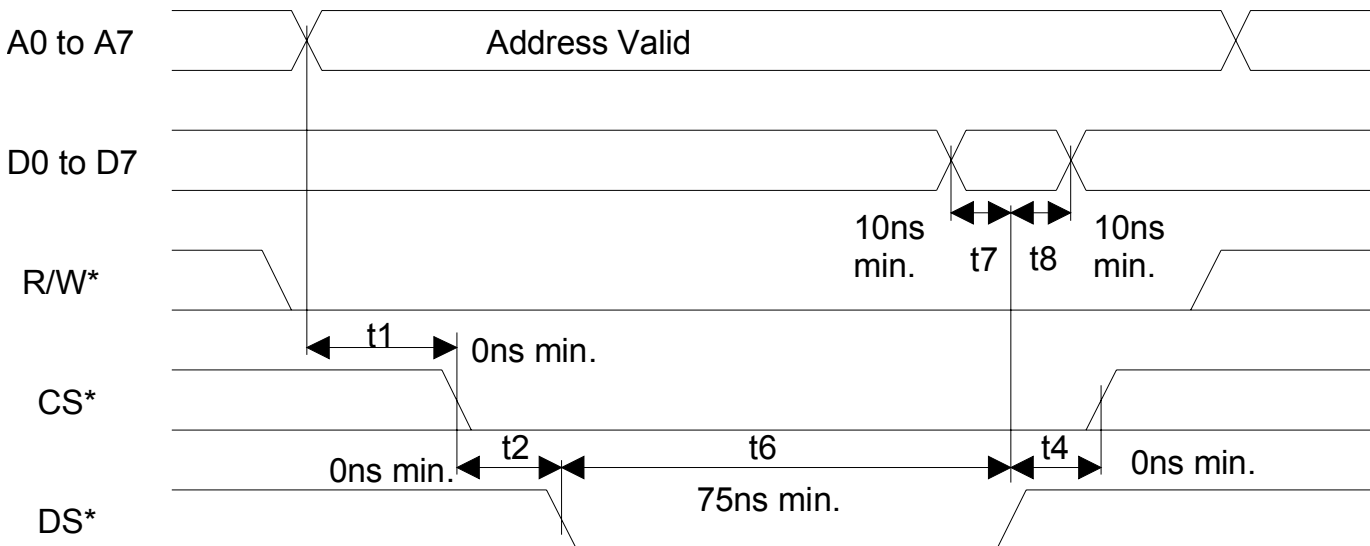 A0 to A7
Address Valid
D0 to D7
10ns
min.
t7
t8
10ns
min.
R/W*
t1
0ns min.
CS*
0ns min.
t2
t6
t4
0ns min.
75ns min.
DS*